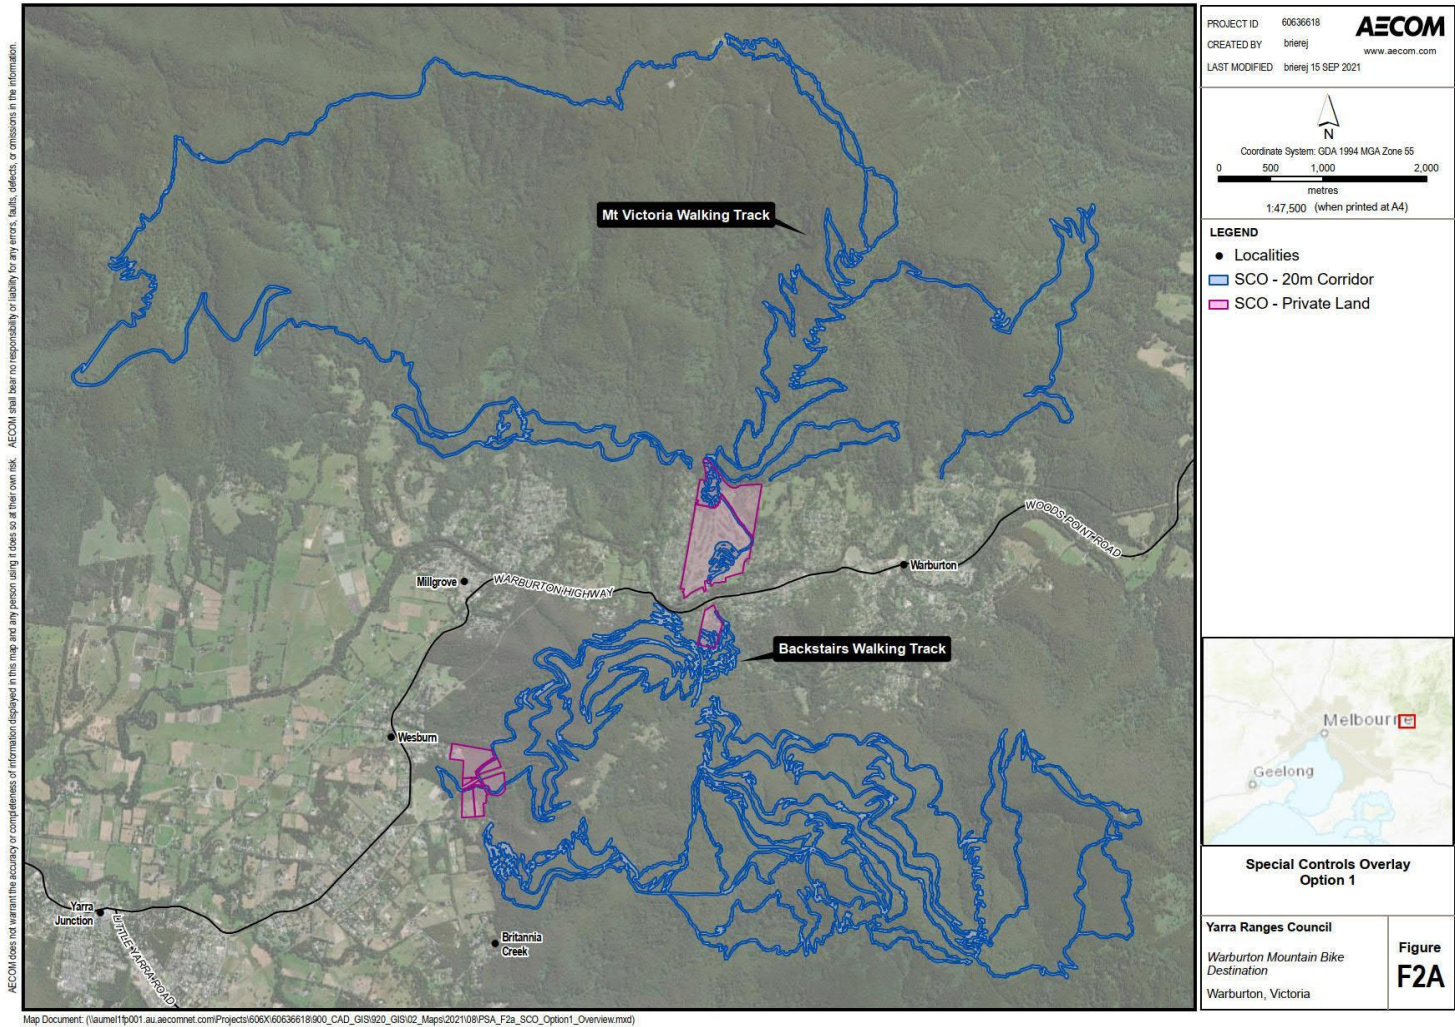 AECOM does not warrant the accuracy or completeness of information displayed in this map and any person using it does so at their own risk. AECOM shall bear no responsibility or liability for any errors, faults, defects, or omissions in the information.
Mt Victoria Walking Track
WOODS POINT ROAD
Warburton
Millgrove
WARBURTON HIGHWAY
Backstairs Walking Track
Wesburn
Yarra
Junction
LITTLE YARRA ROAD
Britannia
Creek
Map Document: (\\aumel1fp001.au.aecomnet.com\Projects\606X\60636618\900_CAD_GIS\920_GIS\02_Maps\2021\08\PSA_F2a_SCO_Option1_Overview.mxd)
PROJECT ID 60636618
CREATED BY brierej
LAST MODIFIED brierej 15 SEP 2021
AECOM
www.aecom.com
N
Coordinate System: GDA 1994 MGA Zone 55
0 500 1,000 2,000
metres
1:47,500 (when printed at A4)
LEGEND
Localities
SCO - 20m Corridor
SCO - Private Land
Melbourne
Geelong
Special Controls Overlay
Option 1
Yarra Ranges Council
Warburton Mountain Bike
Destination
Warburton, Victoria
Figure
F2A